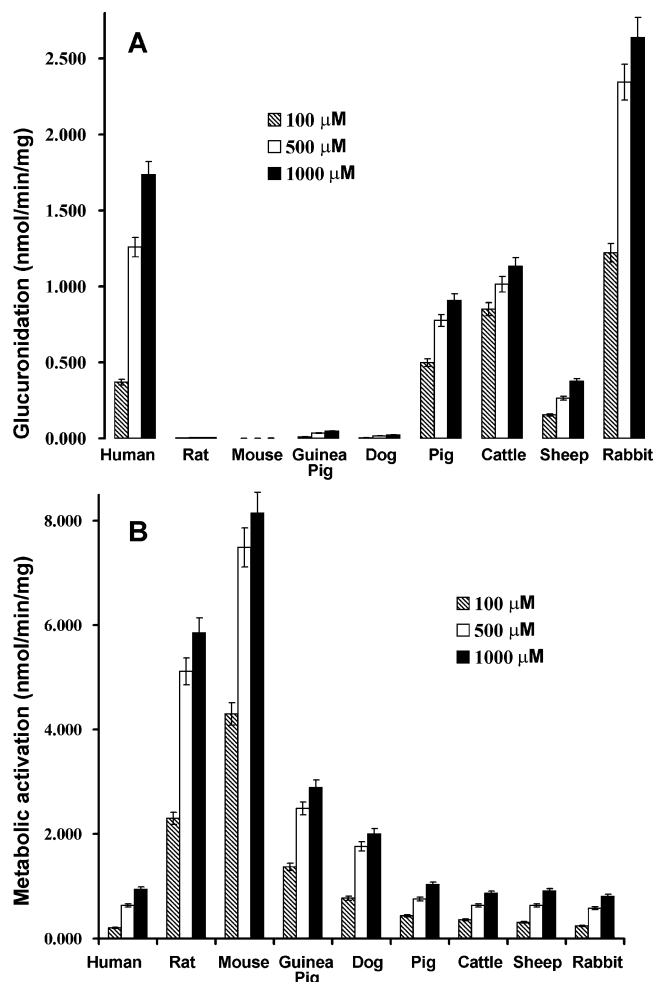 A
Glucuronidation (nmol/min/mg)
2.500
2.000
1.500
1.000
0.500
0.000
100 μM
500 μM
1000 μM
Human Rat Mouse Guinea Pig Dog Pig Cattle Sheep Rabbit
B
Metabolic activation (nmol/min/mg)
8.000
6.000
4.000
2.000
0.000
100 μM
500 μM
1000 μM
Human Rat Mouse Guinea Pig Dog Pig Cattle Sheep Rabbit